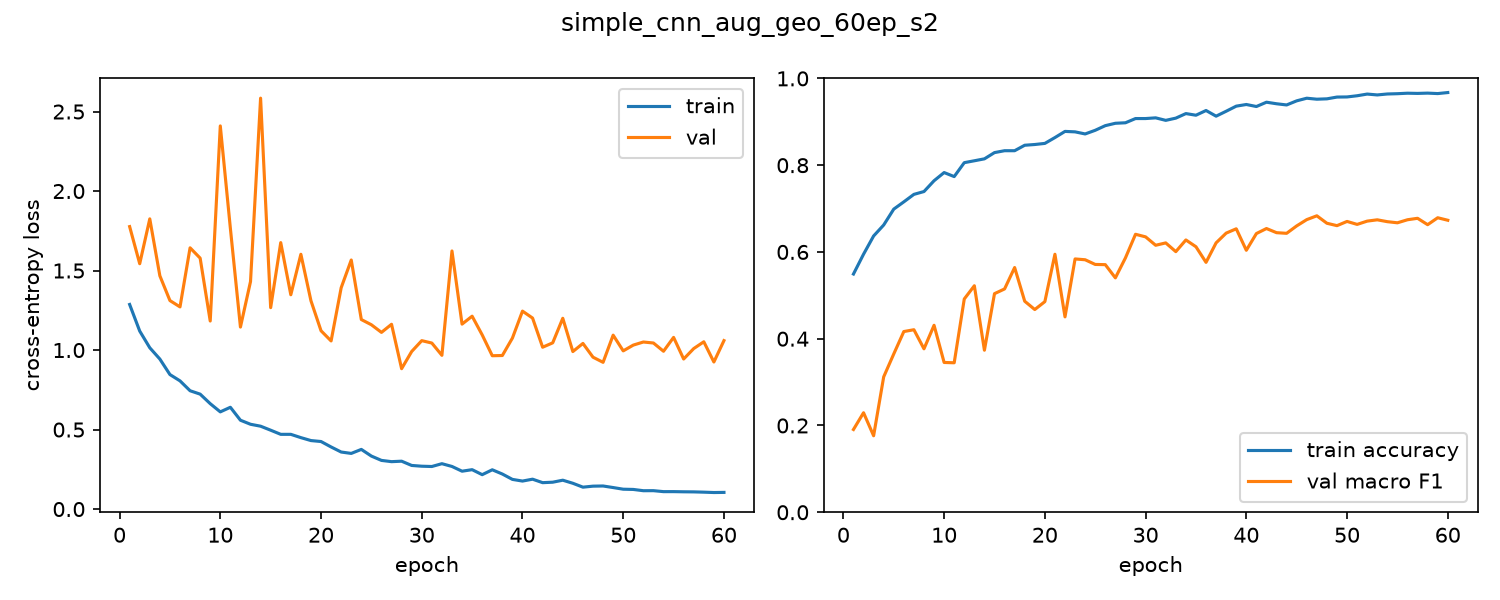 simple_cnn_aug_geo_60ep_s2
cross-entropy loss
2.5
2.0
1.5
1.0
0.5
0.0
train
val
0 10 20 30 40 50 60
epoch
1.0
0.8
0.6
0.4
0.2
0.0
train accuracy
val macro F1
0 10 20 30 40 50 60
epoch